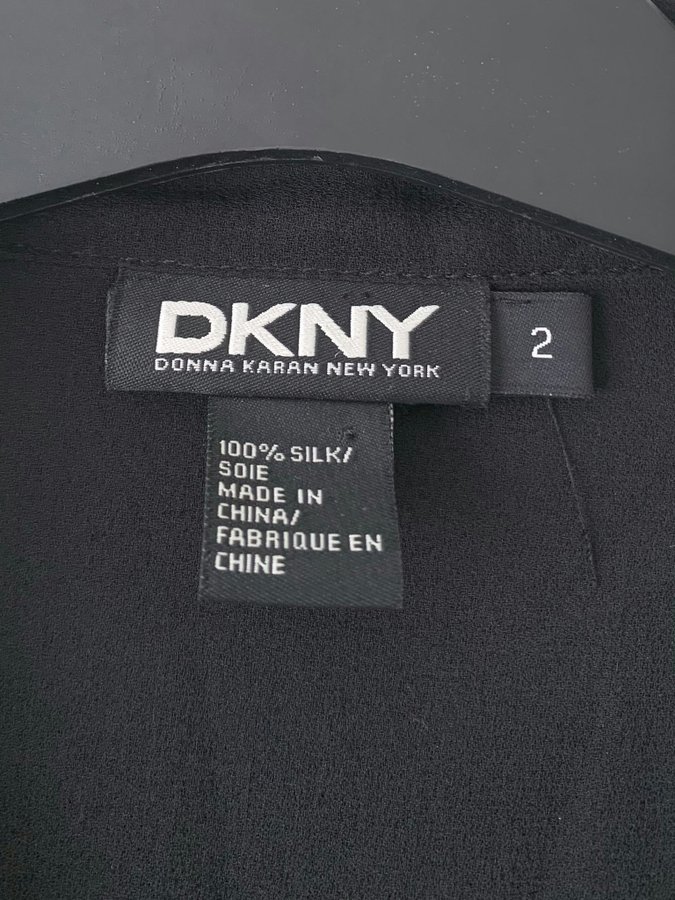 DKNY
DONNA KARAN NEW YORK
2
100% SILK/
SOIE
MADE IN
CHINA/
FABRIQUE EN
CHINE